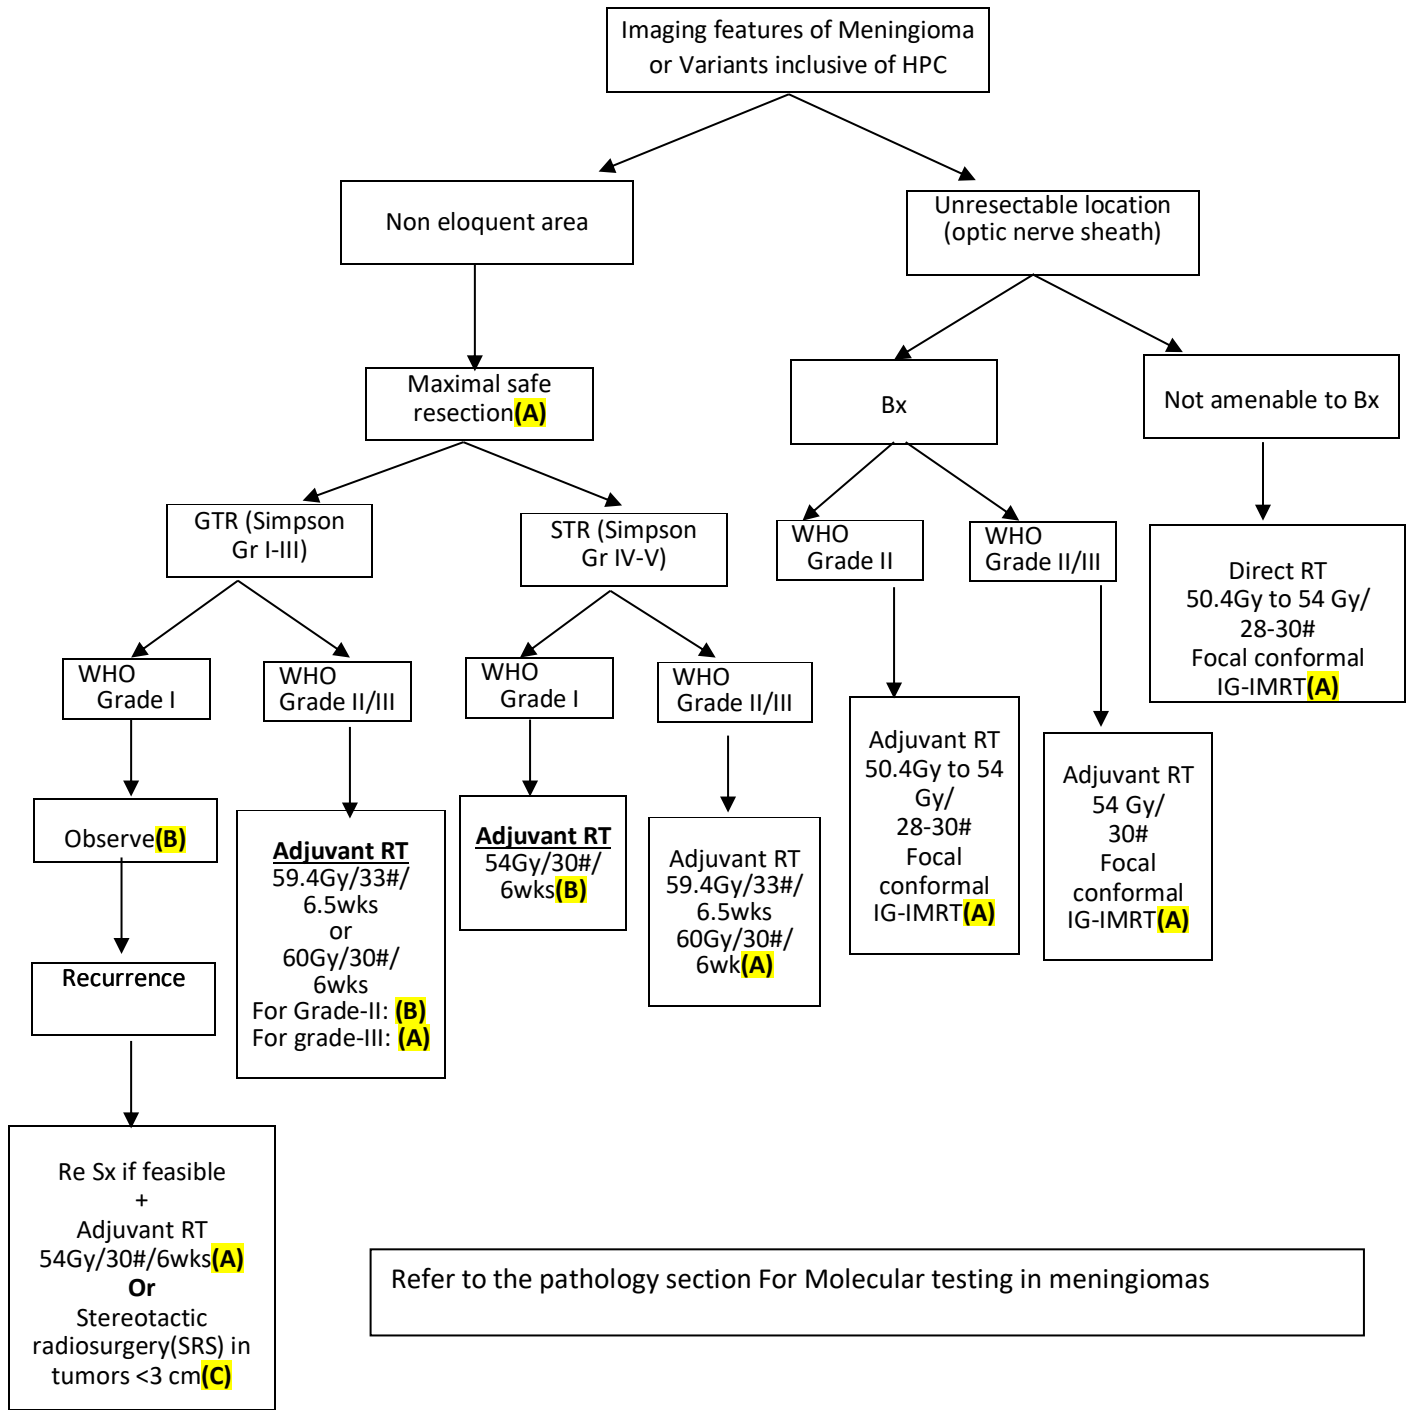 Imaging features of Meningioma
or Variants inclusive of HPC
Non eloquent area
Unresectable location
(optic nerve sheath)
Maximal safe
resection(A)
Bx
Not amenable to Bx
GTR (Simpson
Gr I-III)
STR (Simpson
Gr IV-V)
WHO
Grade II
WHO
Grade II/III
Direct RT
50.4Gy to 54 Gy/
28-30#
Focal conformal
IG-IMRT(A)
WHO
Grade I
WHO
Grade II/III
WHO
Grade I
WHO
Grade II/III
Observe(B)
Adjuvant RT
59.4Gy/33#/
6.5wks
or
60Gy/30#/
6wks
For Grade-II: (B)
For grade-III: (A)
Adjuvant RT
54Gy/30#/
6wks(B)
Adjuvant RT
59.4Gy/33#/
6.5wks
60Gy/30#/
6wk(A)
Adjuvant RT
50.4Gy to 54
Gy/
28-30#
Focal
conformal
IG-IMRT(A)
Adjuvant RT
54 Gy/
30#
Focal
conformal
IG-IMRT(A)
Recurrence
Re Sx if feasible
+
Adjuvant RT
54Gy/30#/6wks(A)
Or
Stereotactic
radiosurgery(SRS) in
tumors <3 cm(C)
Refer to the pathology section For Molecular testing in meningiomas